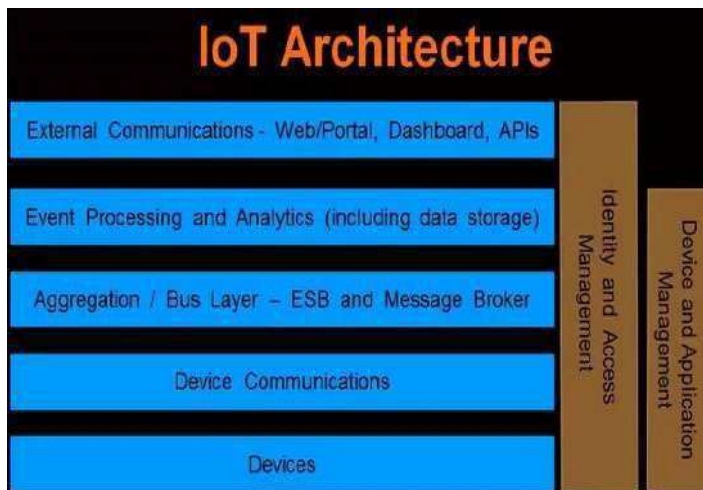 IoT Architecture
External Communications - Web/Portal, Dashboard, APIs
Event Processing and Analytics (including data storage)
Aggregation / Bus Layer – ESB and Message Broker
Device Communications
Devices
Identity and Access
Management
Device and Application
Management